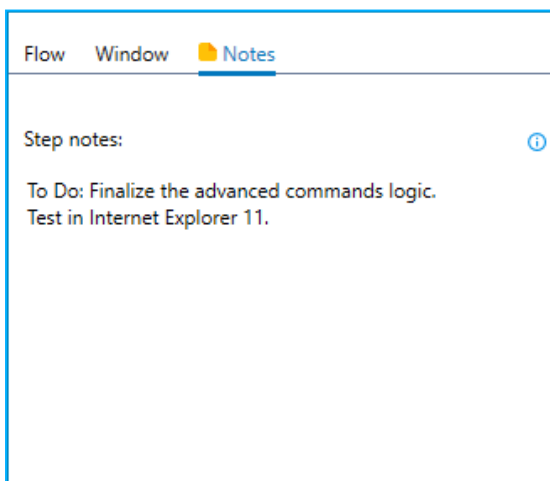 Flow Window Notes
Step notes:
To Do: Finalize the advanced commands logic.
Test in Internet Explorer 11.